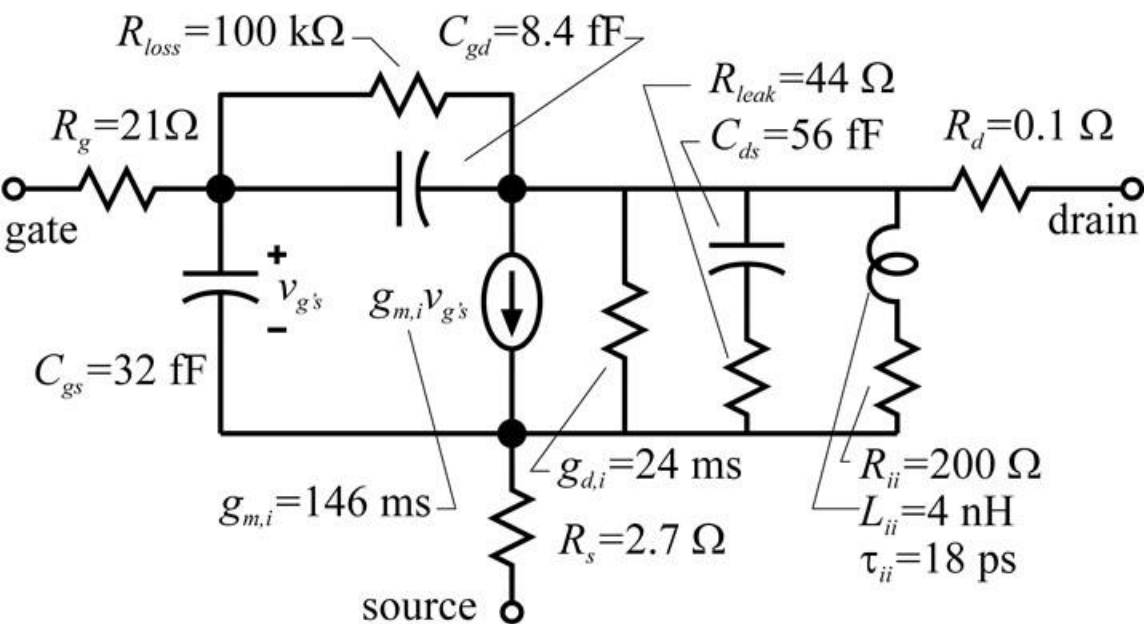 R_loss=100 kΩ
C_gd=8.4 fF
R_leak=44 Ω
C_ds=56 fF
R_g=21Ω
R_d=0.1 Ω
gate
drain
+
v_g's
-
g_m,i v_g's
C_gs=32 fF
g_m,i=146 ms
g_d,i=24 ms
R_s=2.7 Ω
R_ii=200 Ω
L_ii=4 nH
τ_ii=18 ps
source